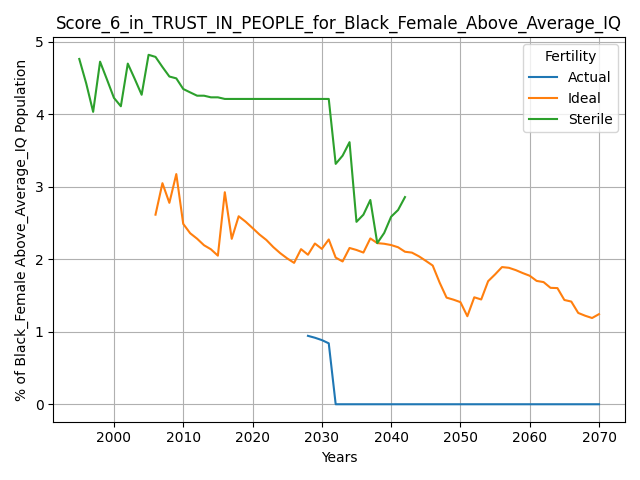 Score_6_in_TRUST_IN_PEOPLE_for_Black_Female_Above_Average_IQ
% of Black_Female Above_Average_IQ Population
5
4
3
2
1
0
Fertility
Actual
Ideal
Sterile
2000 2010 2020 2030 2040 2050 2060 2070
Years